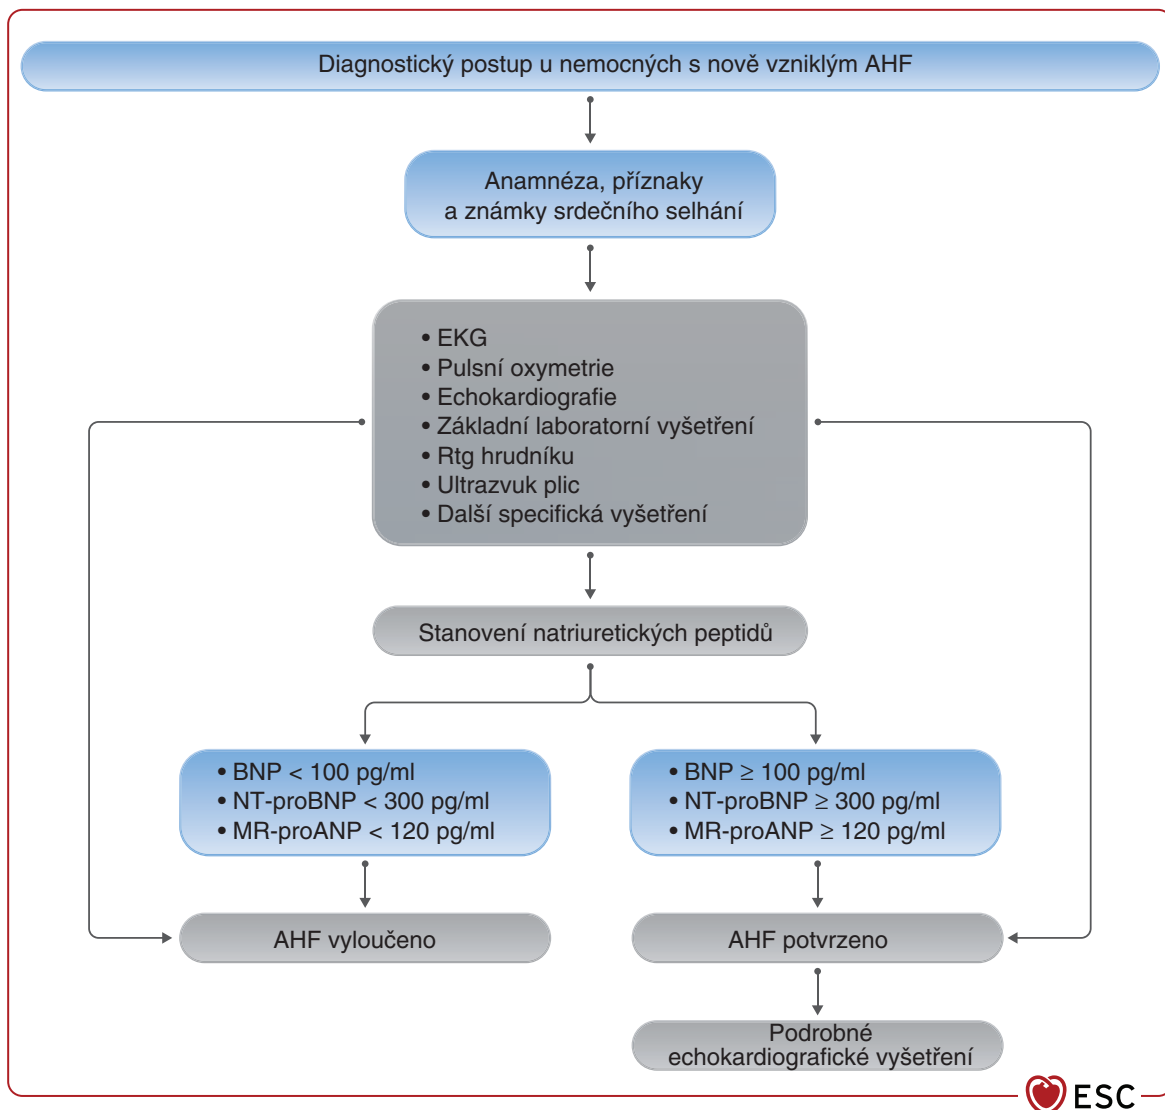 Diagnostický postup u nemocných s nově vzniklým AHF
Anamnéza, příznaky
a známky srdečního selhání
• EKG
• Pulsní oxymetrie
• Echokardiografie
• Základní laboratorní vyšetření
• Rtg hrudníku
• Ultrazvuk plic
• Další specifická vyšetření
Stanovení natriuretických peptidů
• BNP < 100 pg/ml
• NT-proBNP < 300 pg/ml
• MR-proANP < 120 pg/ml
• BNP ≥ 100 pg/ml
• NT-proBNP ≥ 300 pg/ml
• MR-proANP ≥ 120 pg/ml
AHF vyloučeno
AHF potvrzeno
Podrobné
echokardiografické vyšetření
ESC